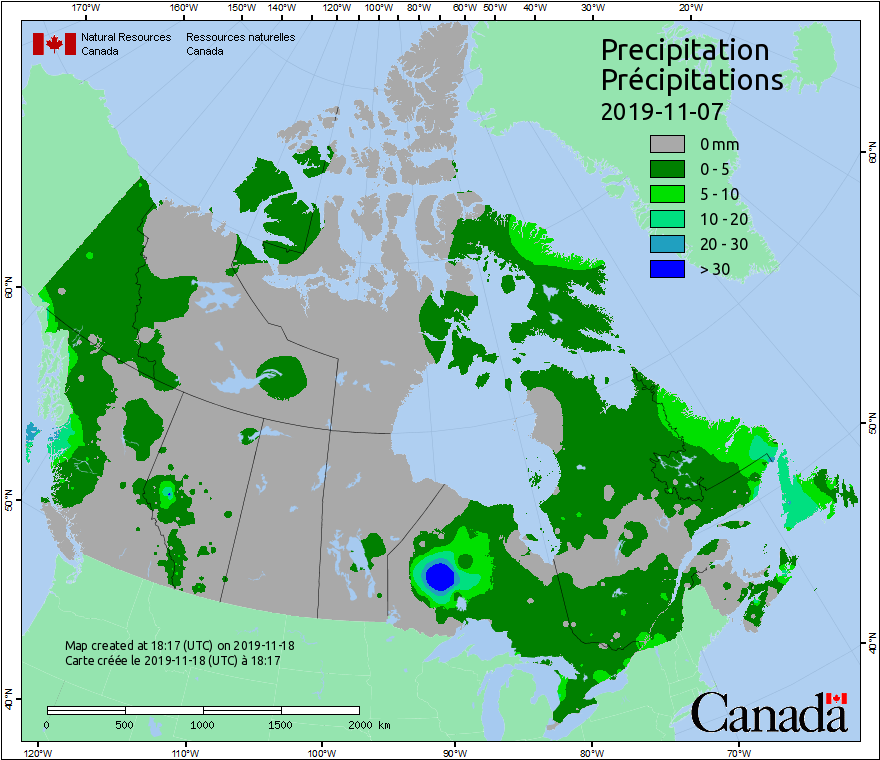 170°W 160°W 150°W 140°W 130°W 120°W 110°W 100°W 90°W 80°W 60°W 50°W 40°W 30°W 20°W
Natural Resources Ressources naturelles
Canada Canada
Precipitation
Précipitations
2019-11-07
0 mm
0 - 5
5 - 10
10 - 20
20 - 30
> 30
60°N
50°N
40°N
60°N
50°N
40°N
Map created at 18:17 (UTC) on 2019-11-18
Carte créée le 2019-11-18 (UTC) à 18:17
0 500 1000 1500 2000 km
Canada
120°W 110°W 100°W 90°W 80°W 70°W